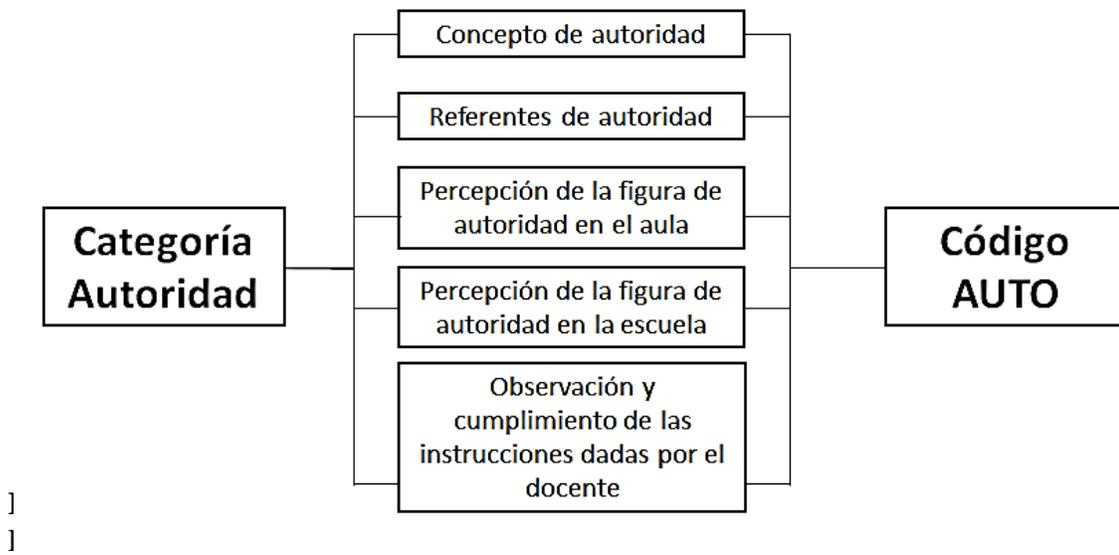 Concepto de autoridad
Referentes de autoridad
Percepción de la figura de
autoridad en el aula
Categoría
Autoridad
Código
AUTO
Percepción de la figura de
autoridad en la escuela
Observación y
cumplimiento de las
instrucciones dadas por el
docente
]
]